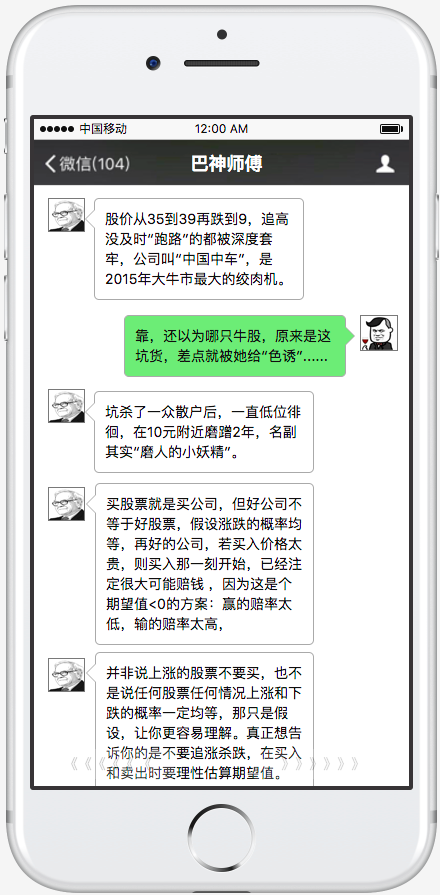 中国移动
12:00 AM
微信(104)
巴神师傅
股价从35到39再跌到9，追高
没及时“跑路”的都被深度套
牢，公司叫“中国中车”，是
2015年大牛市最大的绞肉机。
靠，还以为哪只牛股，原来是这
坑货，差点就被她给“色诱”......
坑杀了一众散户后，一直低位徘
徊，在10元附近磨蹭2年，名副
其实“磨人的小妖精”。
买股票就是买公司，但好公司不
等于好股票，假设涨跌的概率均
等，再好的公司，若买入价格太
贵，则买入那一刻开始，已经注
定很大可能赔钱 ，因为这是个
期望值<0的方案：赢的赔率太
低，输的赔率太高，
并非说上涨的股票不要买，也不
是说任何股票任何情况上涨和下
跌的概率一定均等，那只是假
设，让你更容易理解。真正想告
诉你的是不要追涨杀跌，在买入
和卖出时要理性估算期望值。